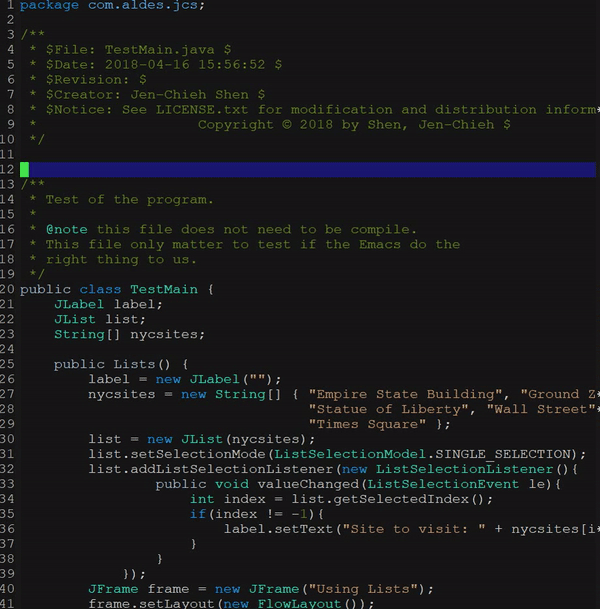 1 package com.aldes.jcs;
2
3 /**
4  * $File: TestMain.java $
5  * $Date: 2018-04-16 15:56:52 $
6  * $Revision: $
7  * $Creator: Jen-Chieh Shen $
8  * $Notice: See LICENSE.txt for modification and distribution inform
9  *                   Copyright © 2018 by Shen, Jen-Chieh $
10  */
11
12
13 /**
14  * Test of the program.
15  *
16  * @note this file does not need to be compile.
17  * This file only matter to test if the Emacs do the
18  * right thing to us.
19  */
20 public class TestMain {
21     JLabel label;
22     JList list;
23     String[] nycsites;
24
25     public Lists() {
26         label = new JLabel("");
27         nycsites = new String[] { "Empire State Building", "Ground Z
28                                   "Statue of Liberty", "Wall Street"
29                                   "Times Square" };
30         list = new JList(nycsites);
31         list.setSelectionMode(ListSelectionModel.SINGLE_SELECTION);
32         list.addListSelectionListener(new ListSelectionListener(){
33                 public void valueChanged(ListSelectionEvent le){
34                     int index = list.getSelectedIndex();
35                     if(index != -1){
36                         label.setText("Site to visit: " + nycsites[i
37                     }
38                 }
39             });
40         JFrame frame = new JFrame("Using Lists");
41         frame.setLayout(new FlowLayout());